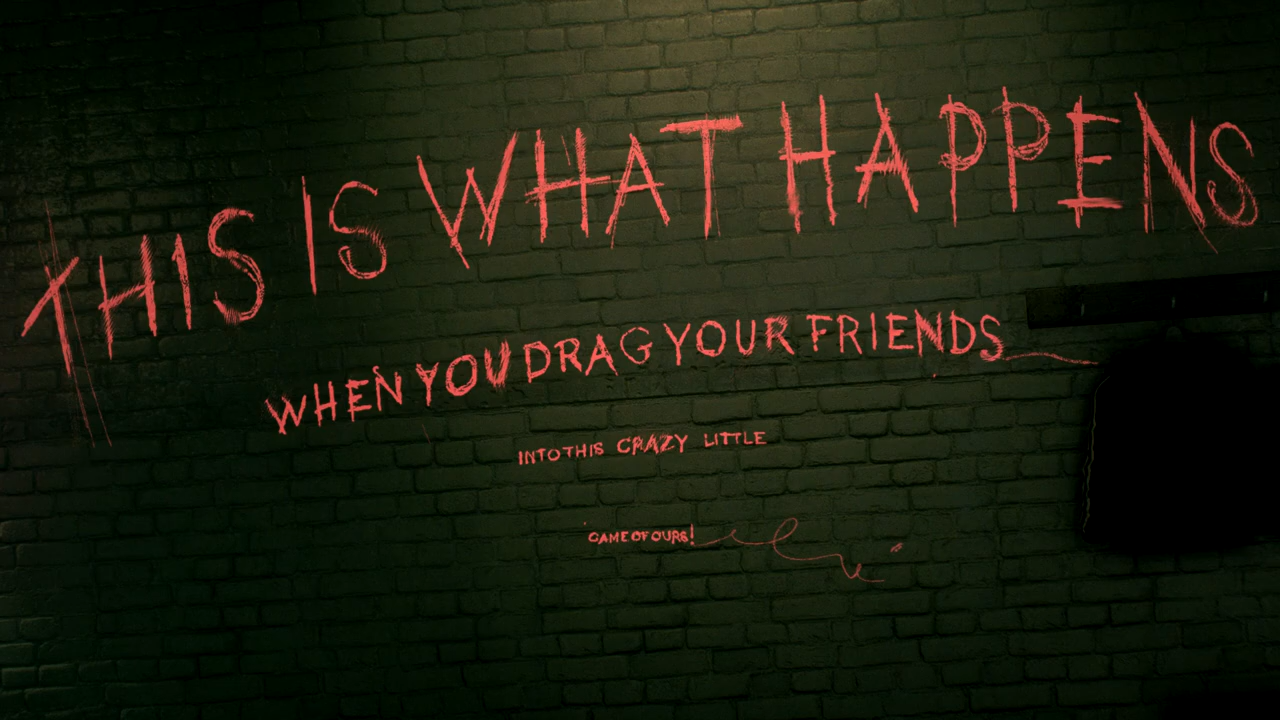 THIS IS WHAT HAPPENS
WHEN YOU DRAG YOUR FRIENDS
INTO THIS CRAZY LITTLE
GAME OF OURS!